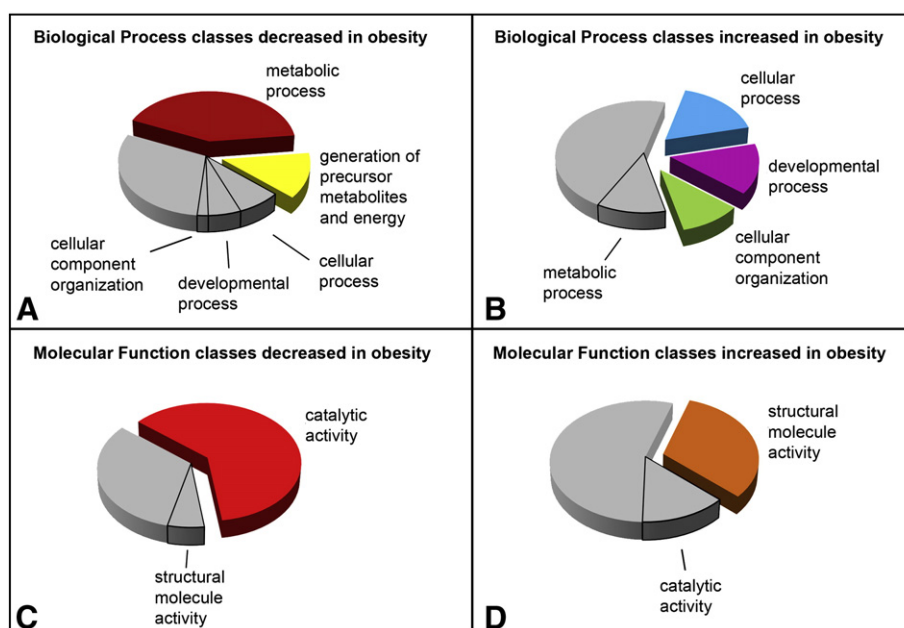 Biological Process classes decreased in obesity
metabolic
process
generation of
precursor
metabolites
and energy
cellular
component
organization
developmental
process
cellular
process
A
Biological Process classes increased in obesity
cellular
process
developmental
process
cellular
component
organization
metabolic
process
B
Molecular Function classes decreased in obesity
catalytic
activity
structural
molecule
activity
C
Molecular Function classes increased in obesity
structural
molecule
activity
catalytic
activity
D